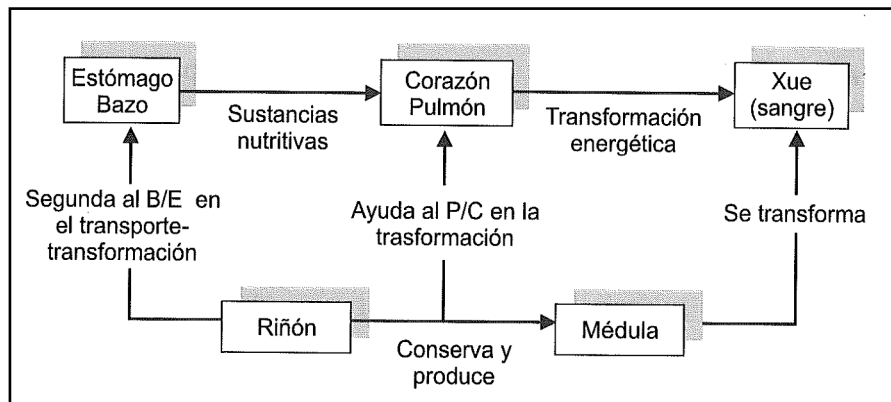 Estómago
Bazo
Sustancias
nutritivas
Corazón
Pulmón
Transformación
energética
Xue
(sangre)
Segunda al B/E en
el transporte-
transformación
Ayuda al P/C en la
trasformación
Se transforma
Riñón
Conserva y
produce
Médula